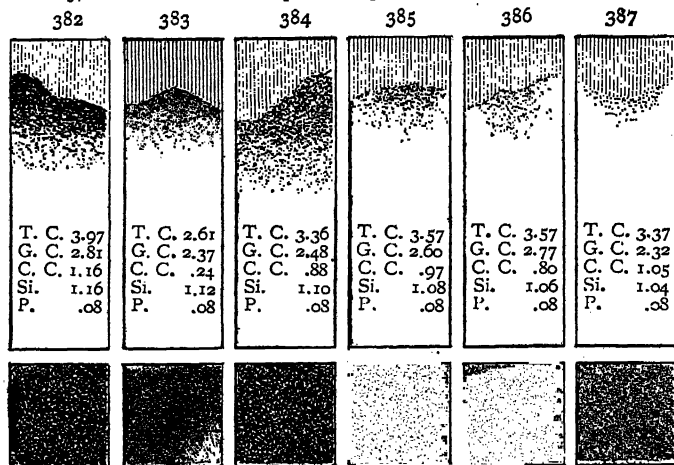 382 383 384 385 386 387
T. C. 3.97 T. C. 2.61 T. C. 3.36 T. C. 3.57 T. C. 3.57 T. C. 3.37
G. C. 2.81 G. C. 2.37 G. C. 2.48 G. C. 2.60 G. C. 2.77 G. C. 2.32
C. C. 1.16 C. C. .24 C. C. .88 C. C. .97 C. C. .80 C. C. 1.05
Si. 1.16 Si. 1.12 Si. 1.10 Si. 1.08 Si. 1.06 Si. 1.04
P. .08 P. .08 P. .08 P. .08 P. .08 P. .08